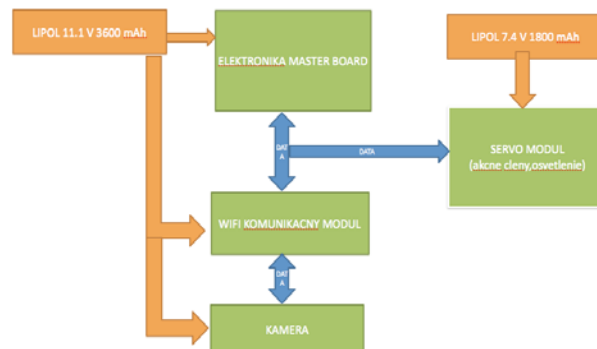 LIPOL 11.1 V 3600 mAh
LIPOL 7.4 V 1800 mAh
ELEKTRONIKA MASTER BOARD
DAT
A
DATA
SERVO MODUL
(akcne cleny,osvetlenie)
WIFI KOMUNIKACNY MODUL
DAT
A
KAMERA